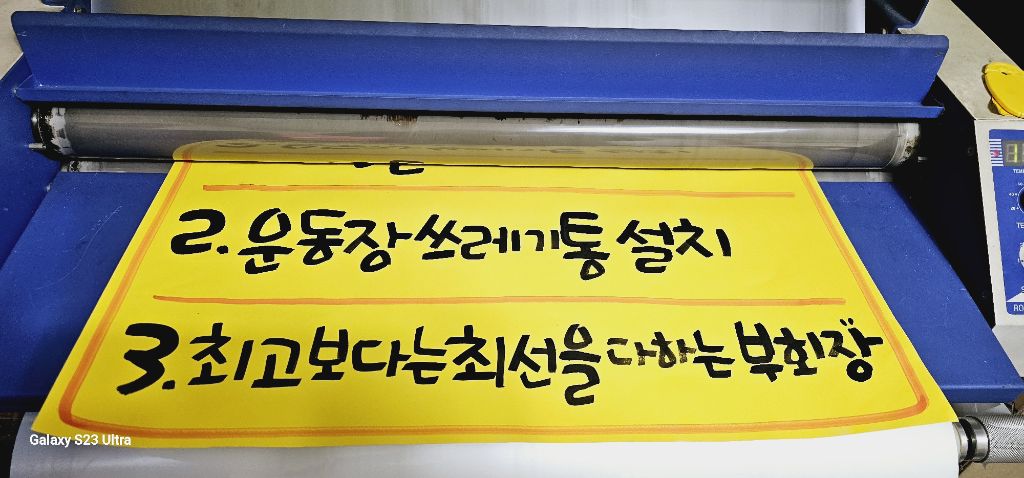 2. 운동장 쓰레기통 설치
3. 최고보다는 최선을 다하는 부회장
Galaxy S23 Ultra